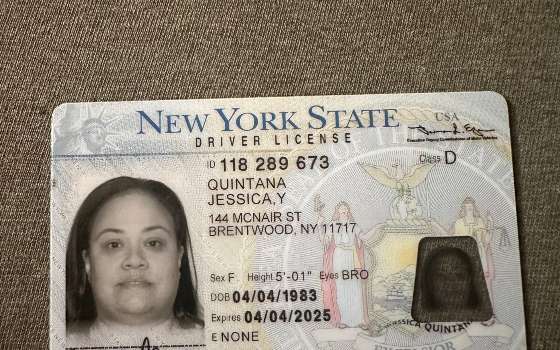 NEW YORK STATE
USA
DRIVER LICENSE
ID 118 289 673
Class D
QUINTANA
JESSICA,Y
144 MCNAIR ST
BRENTWOOD, NY 11717
Sex F Height 5'-01" Eyes BRO
DOB 04/04/1983
Expires 04/04/2025
E NONE
JESSICA QUINTANA
EXCELSIOR